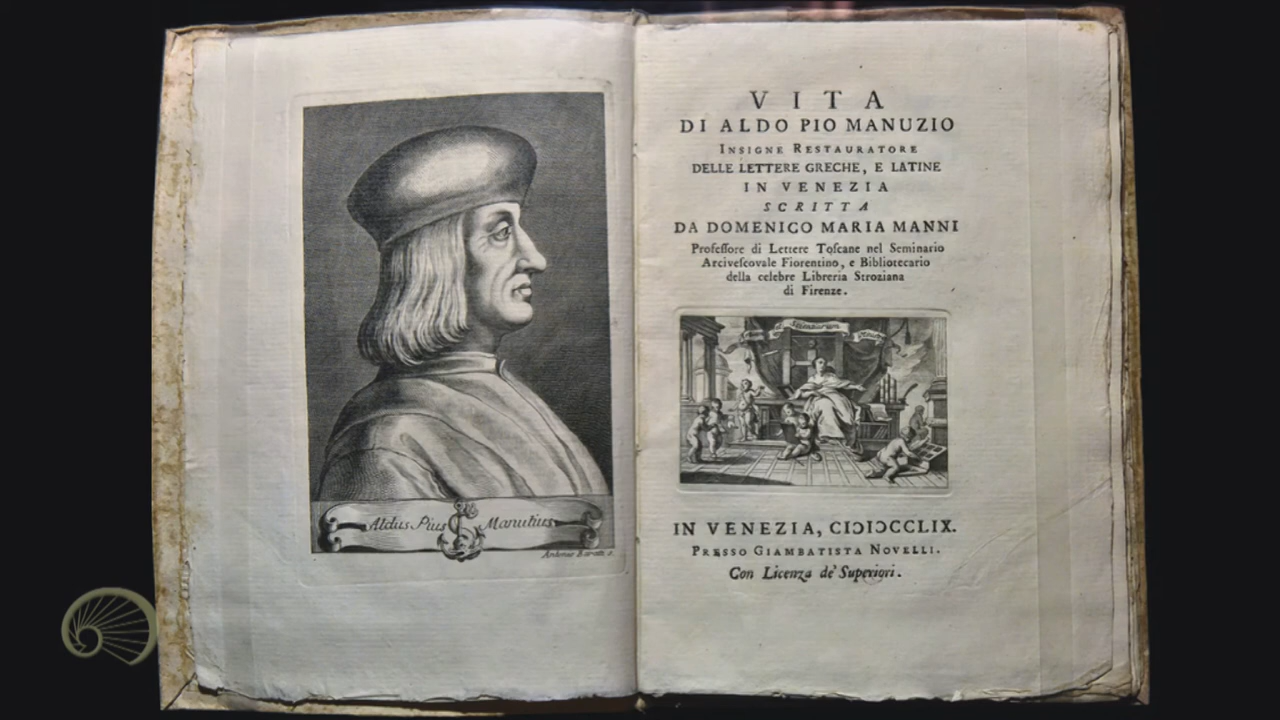 Aldus Pius Manutius
Antonio Baratti s.
VITA
DI ALDO PIO MANUZIO
INSIGNE RESTAURATORE
DELLE LETTERE GRECHE, E LATINE
IN VENEZIA
SCRITTA
DA DOMENICO MARIA MANNI
Profeſſore di Lettere Toſcane nel Seminario
Arciveſcovale Fiorentino, e Bibliotecario
della celebre Libreria Stroziana
di Firenze.
IN VENEZIA, CIƆIƆCCLIX.
PRESSO GIAMBATISTA NOVELLI.
Con Licenza de' Superiori.